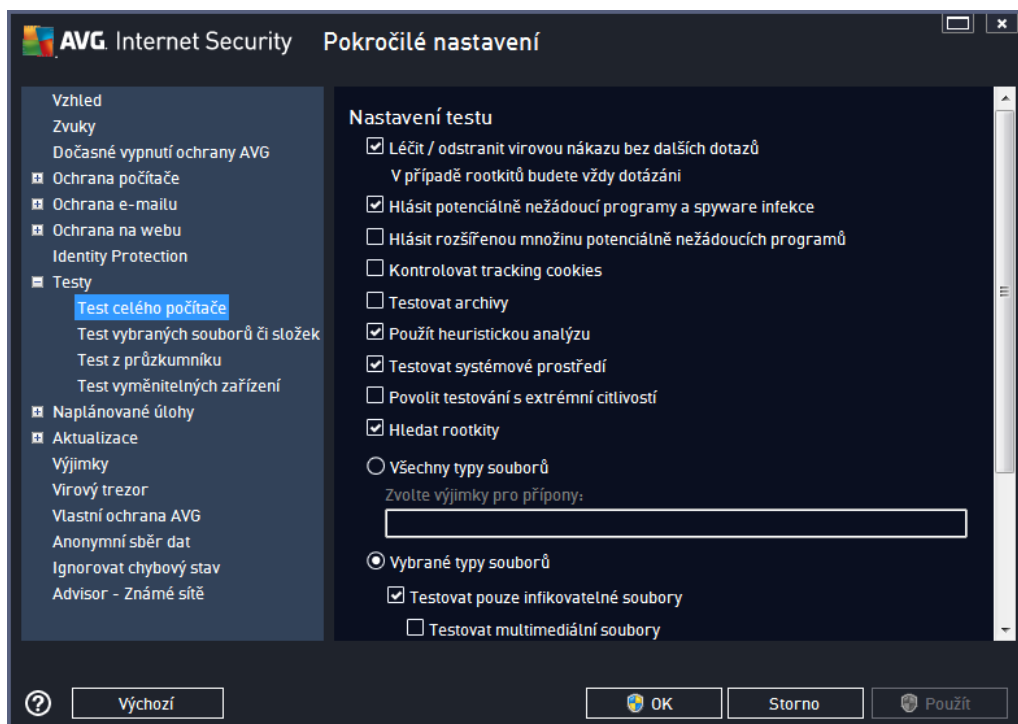 AVG. Internet Security Pokročilé nastavení
Vzhled
Zvuky
Dočasné vypnutí ochrany AVG
Ochrana počítače
Ochrana e-mailu
Ochrana na webu
Identity Protection
Testy
Test celého počítače
Test vybraných souborů či složek
Test z průzkumníku
Test vyměnitelných zařízení
Naplánované úlohy
Aktualizace
Výjimky
Virový trezor
Vlastní ochrana AVG
Anonymní sběr dat
Ignorovat chybový stav
Advisor - Známé sítě
Nastavení testu
Léčit / odstranit virovou nákazu bez dalších dotazů
V případě rootkitů budete vždy dotázáni
Hlásit potenciálně nežádoucí programy a spyware infekce
Hlásit rozšířenou množinu potenciálně nežádoucích programů
Kontrolovat tracking cookies
Testovat archivy
Použít heuristickou analýzu
Testovat systémové prostředí
Povolit testování s extrémní citlivostí
Hledat rootkity
Všechny typy souborů
Zvolte výjimky pro přípony:
Vybrané typy souborů
Testovat pouze infikovatelné soubory
Testovat multimediální soubory
? Výchozí OK Storno Použít